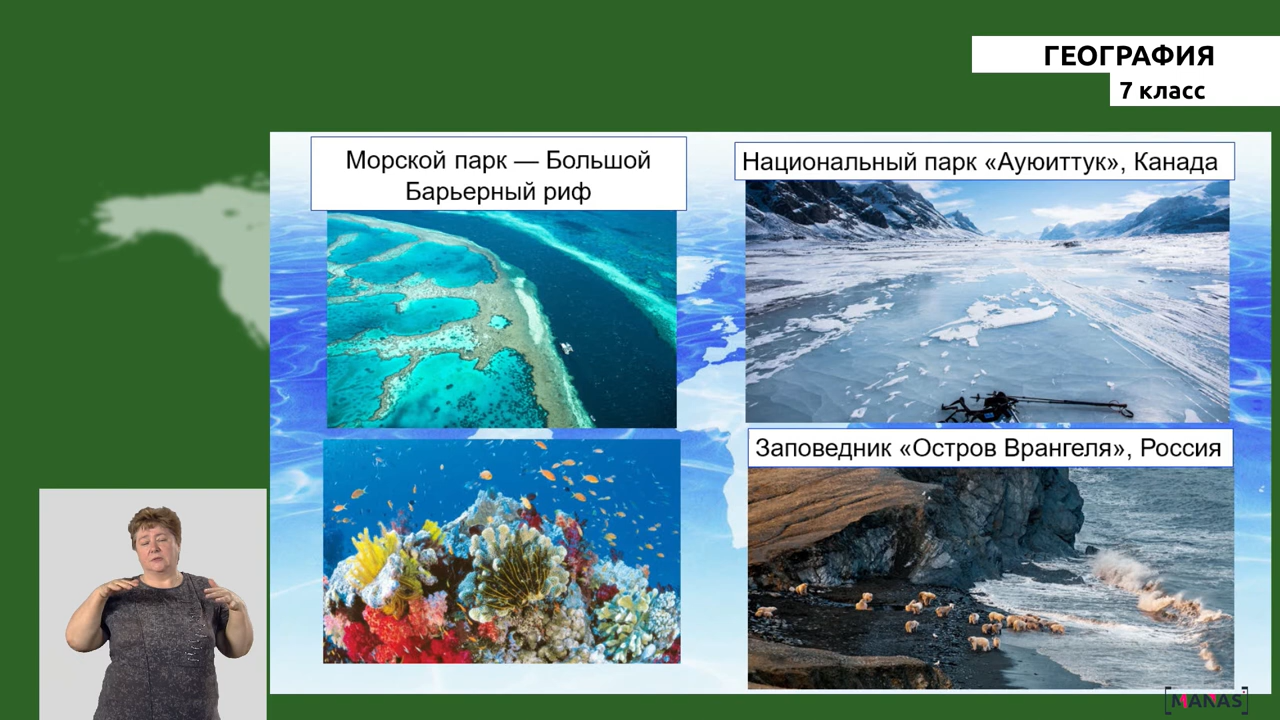 ГЕОГРАФИЯ
7 класс
Морской парк — Большой
Барьерный риф
Национальный парк «Ауюиттук», Канада
Заповедник «Остров Врангеля», Россия
[MANAS]